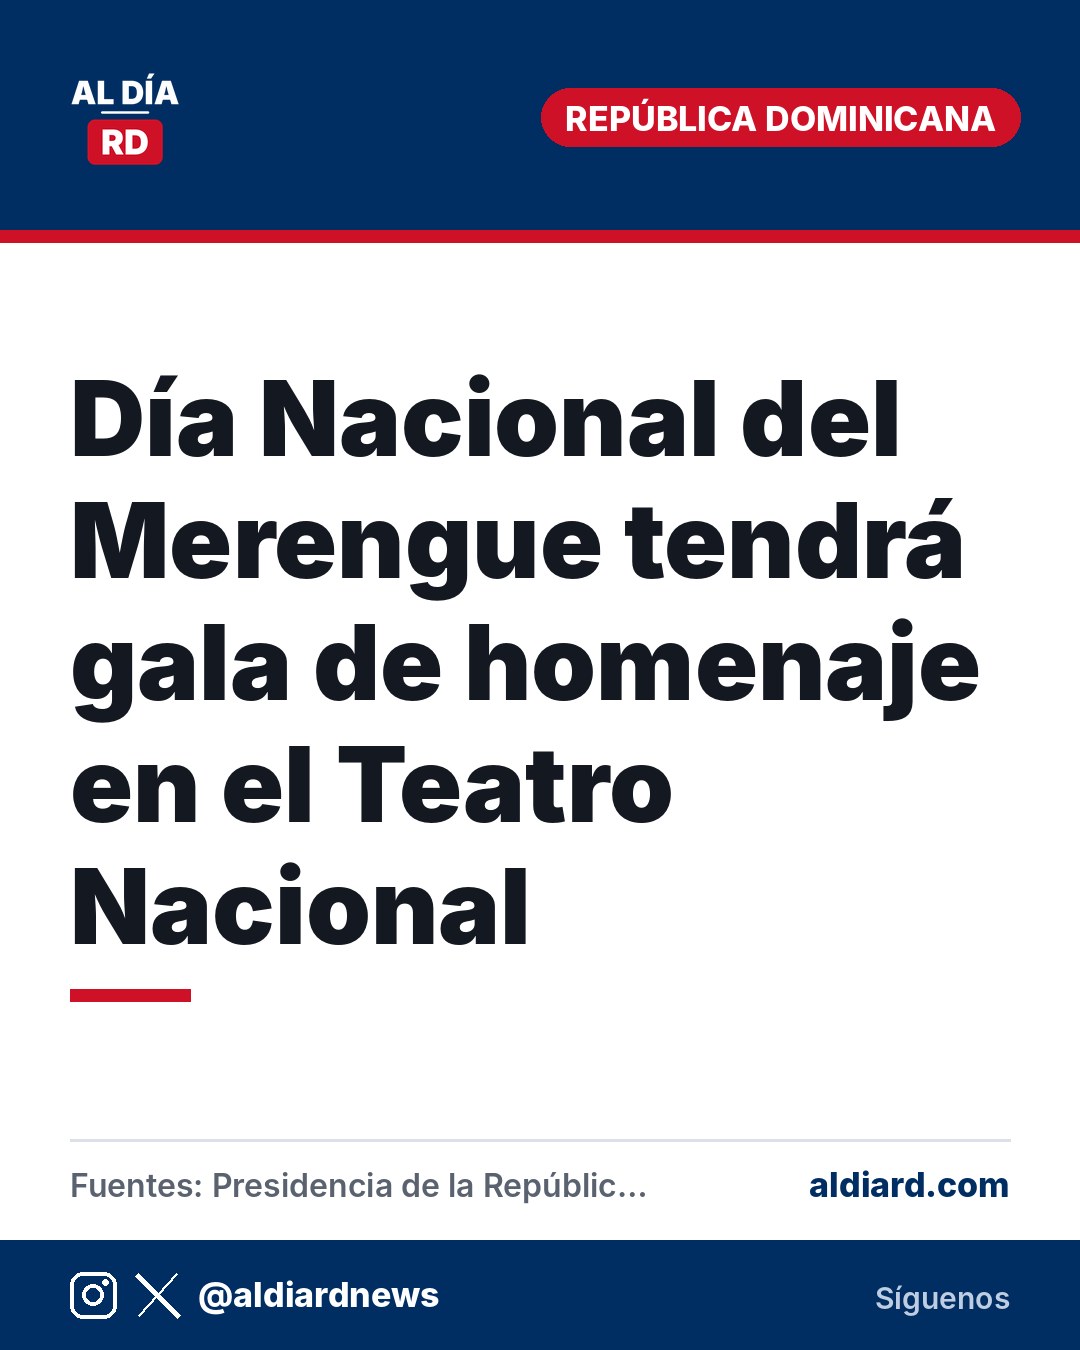 AL DÍA
RD
REPÚBLICA DOMINICANA
Día Nacional del
Merengue tendrá
gala de homenaje
en el Teatro
Nacional
Fuentes: Presidencia de la Repúblic...
aldiard.com
@aldiardnews
Síguenos